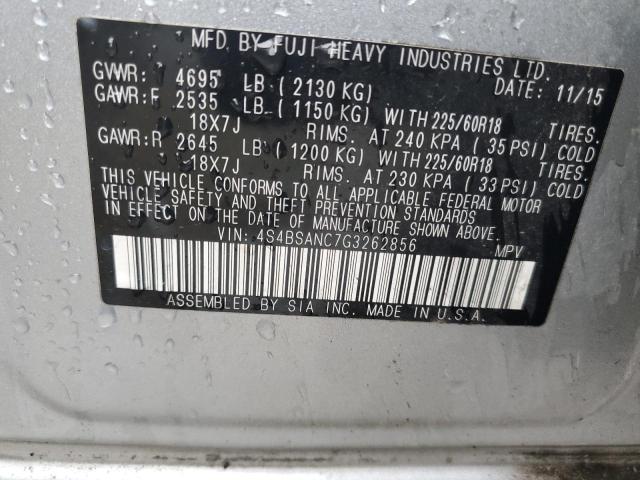 MFD. BY FUJI HEAVY INDUSTRIES LTD.
GVWR: 4695 LB (2130 KG) DATE: 11/15
GAWR:F 2535 LB (1150 KG) WITH 225/60R18 TIRES.
18X7J RIMS. AT 240 KPA (35 PSI) COLD
GAWR:R 2645 LB (1200 KG) WITH 225/60R18 TIRES.
18X7J RIMS. AT 230 KPA (33 PSI) COLD
THIS VEHICLE CONFORMS TO ALL APPLICABLE FEDERAL MOTOR
VEHICLE SAFETY AND THEFT PREVENTION STANDARDS
IN EFFECT ON THE DATE OF MANUFACTURE SHOWN ABOVE.
VIN: 4S4BSANC7G3262856 MPV
ASSEMBLED BY SIA INC. MADE IN U.S.A.